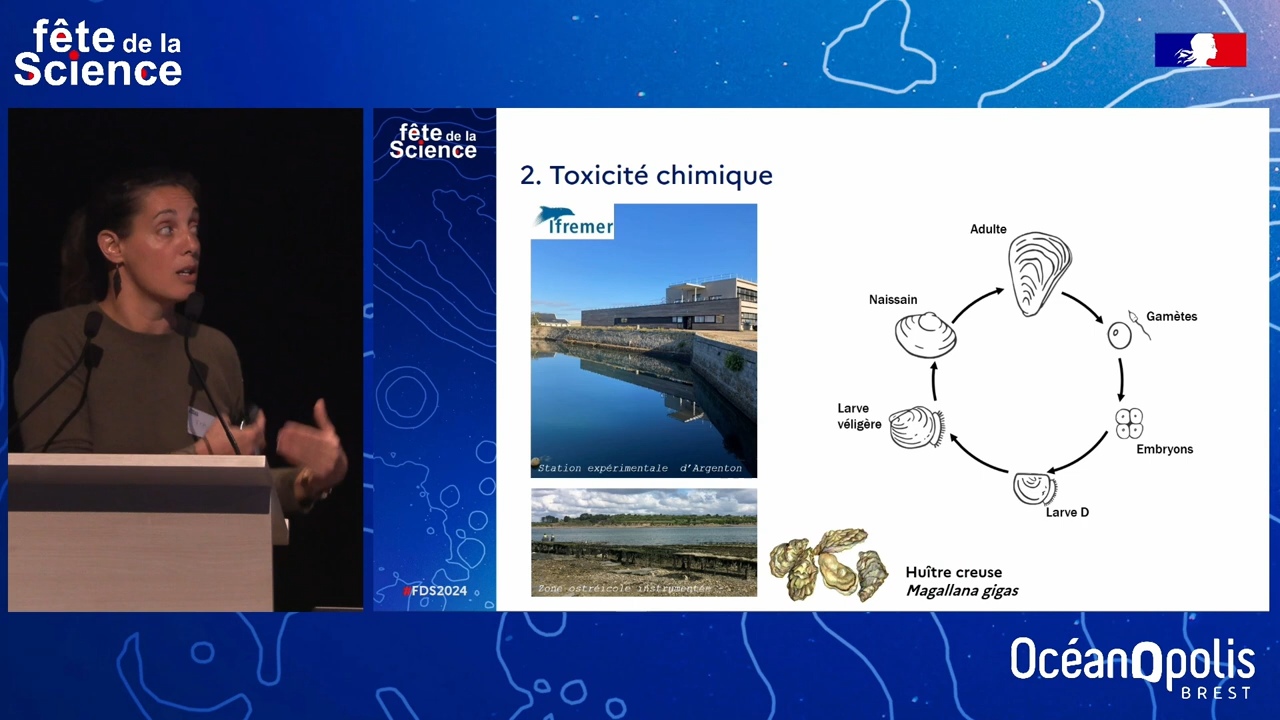 fête de la
Science
fête de la
Science
2. Toxicité chimique
Ifremer
Station expérimentale d'Argenton
Zone ostréicole instrumentée
Adulte
Gamètes
Embryons
Larve D
Larve
véligère
Naissain
Huître creuse
Magallana gigas
#FDS2024
OcéanOpolis
BREST